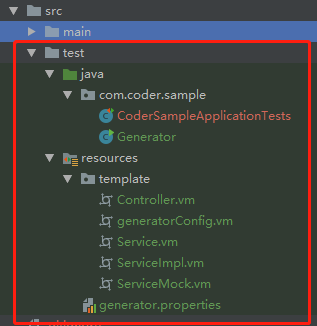 src
main
test
java
com.coder.sample
CoderSampleApplicationTests
Generator
resources
template
Controller.vm
generatorConfig.vm
Service.vm
ServiceImpl.vm
ServiceMock.vm
generator.properties